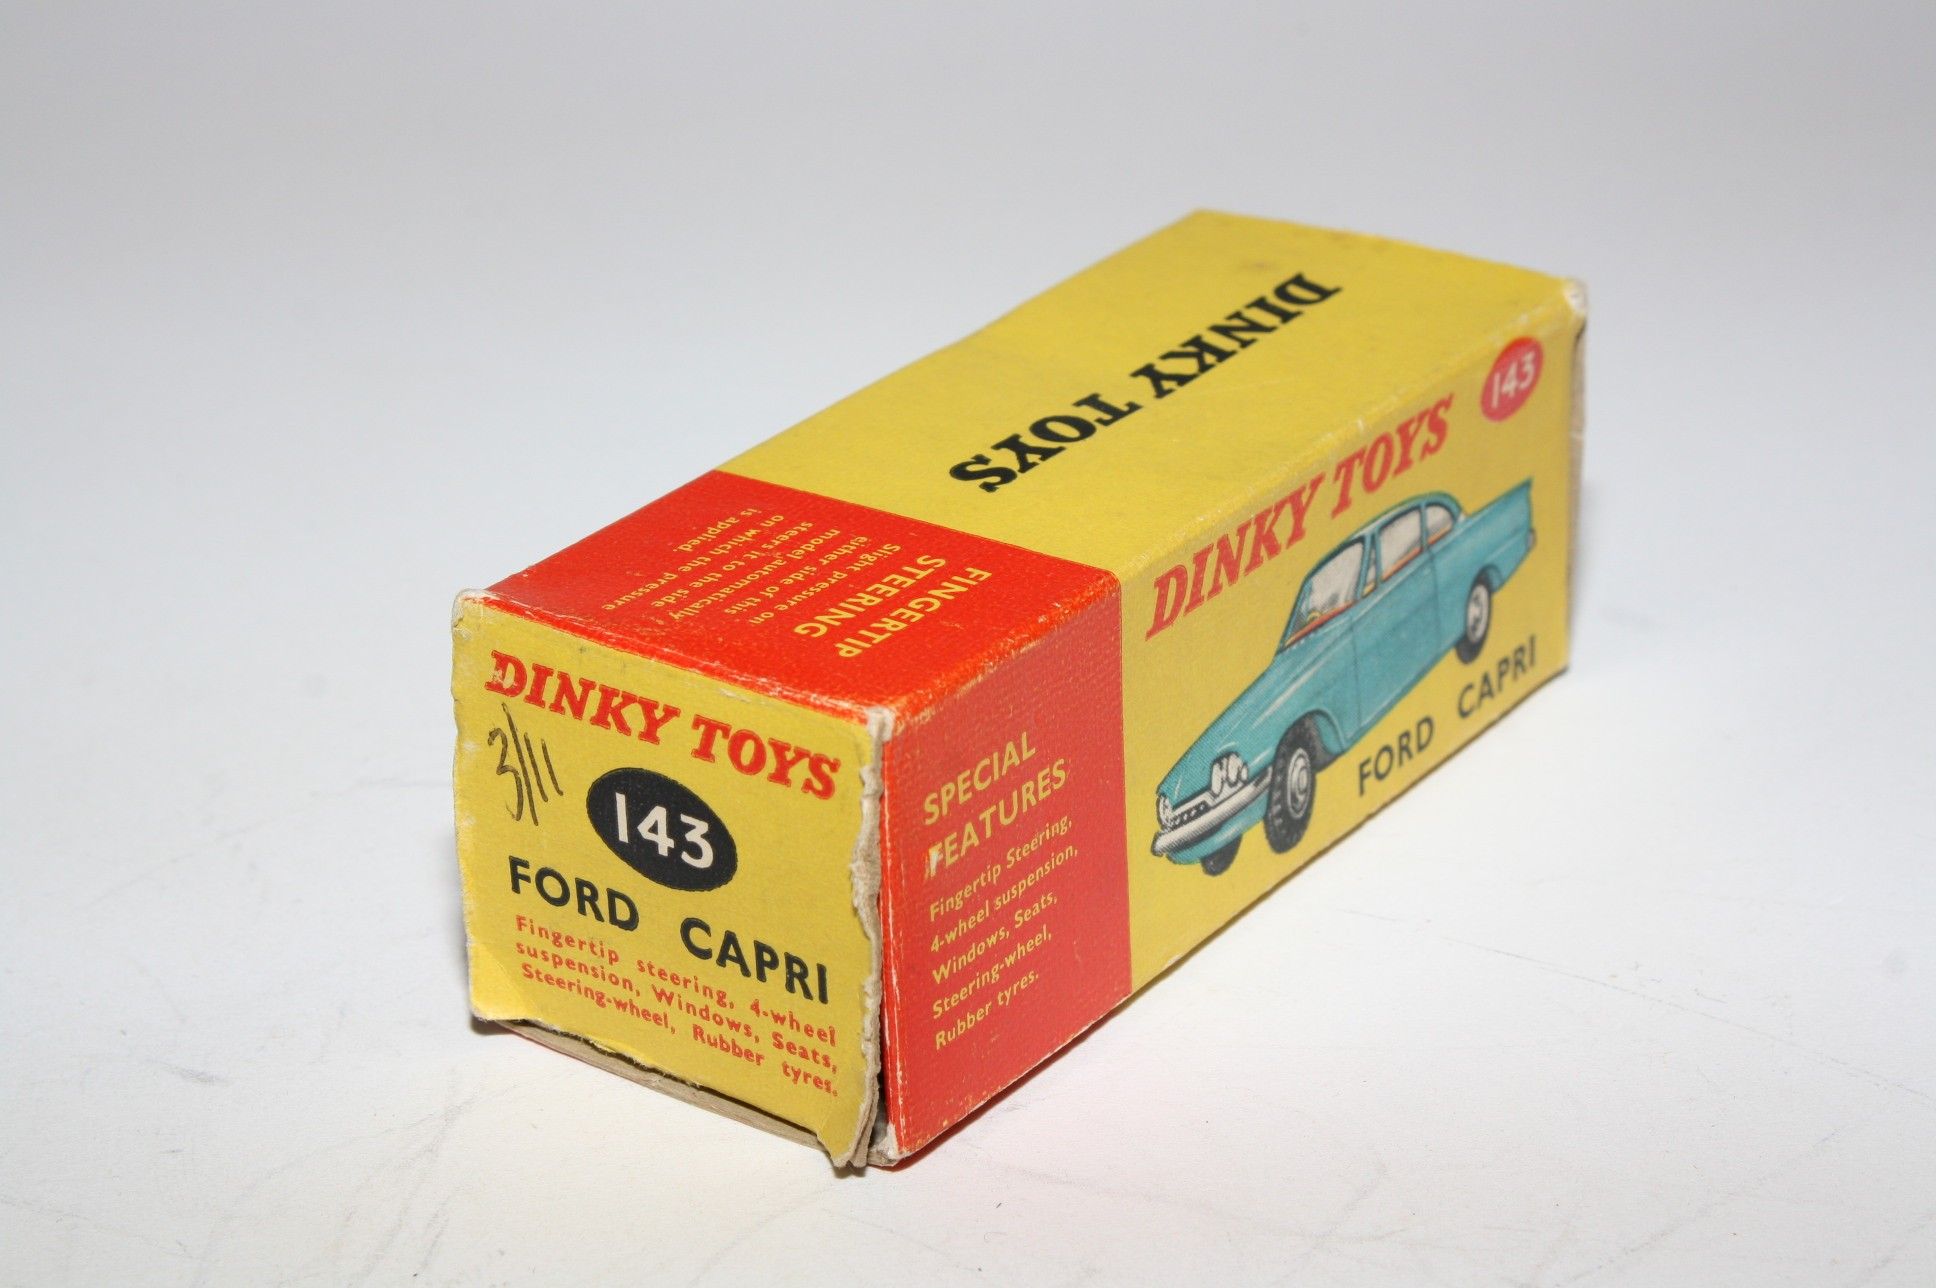 DINKY TOYS
FINGERTIP
STEERING
Slight pressure on
either side of this
model automatically
steers it to the side
on which the pressure
is applied.
DINKY TOYS
3/11
143
FORD CAPRI
Fingertip steering, 4-wheel
suspension, Windows, Seats,
Steering-wheel, Rubber tyres.
SPECIAL
FEATURES
Fingertip Steering,
4-wheel suspension,
Windows, Seats,
Steering-wheel,
Rubber tyres.
DINKY TOYS
143
FORD CAPRI